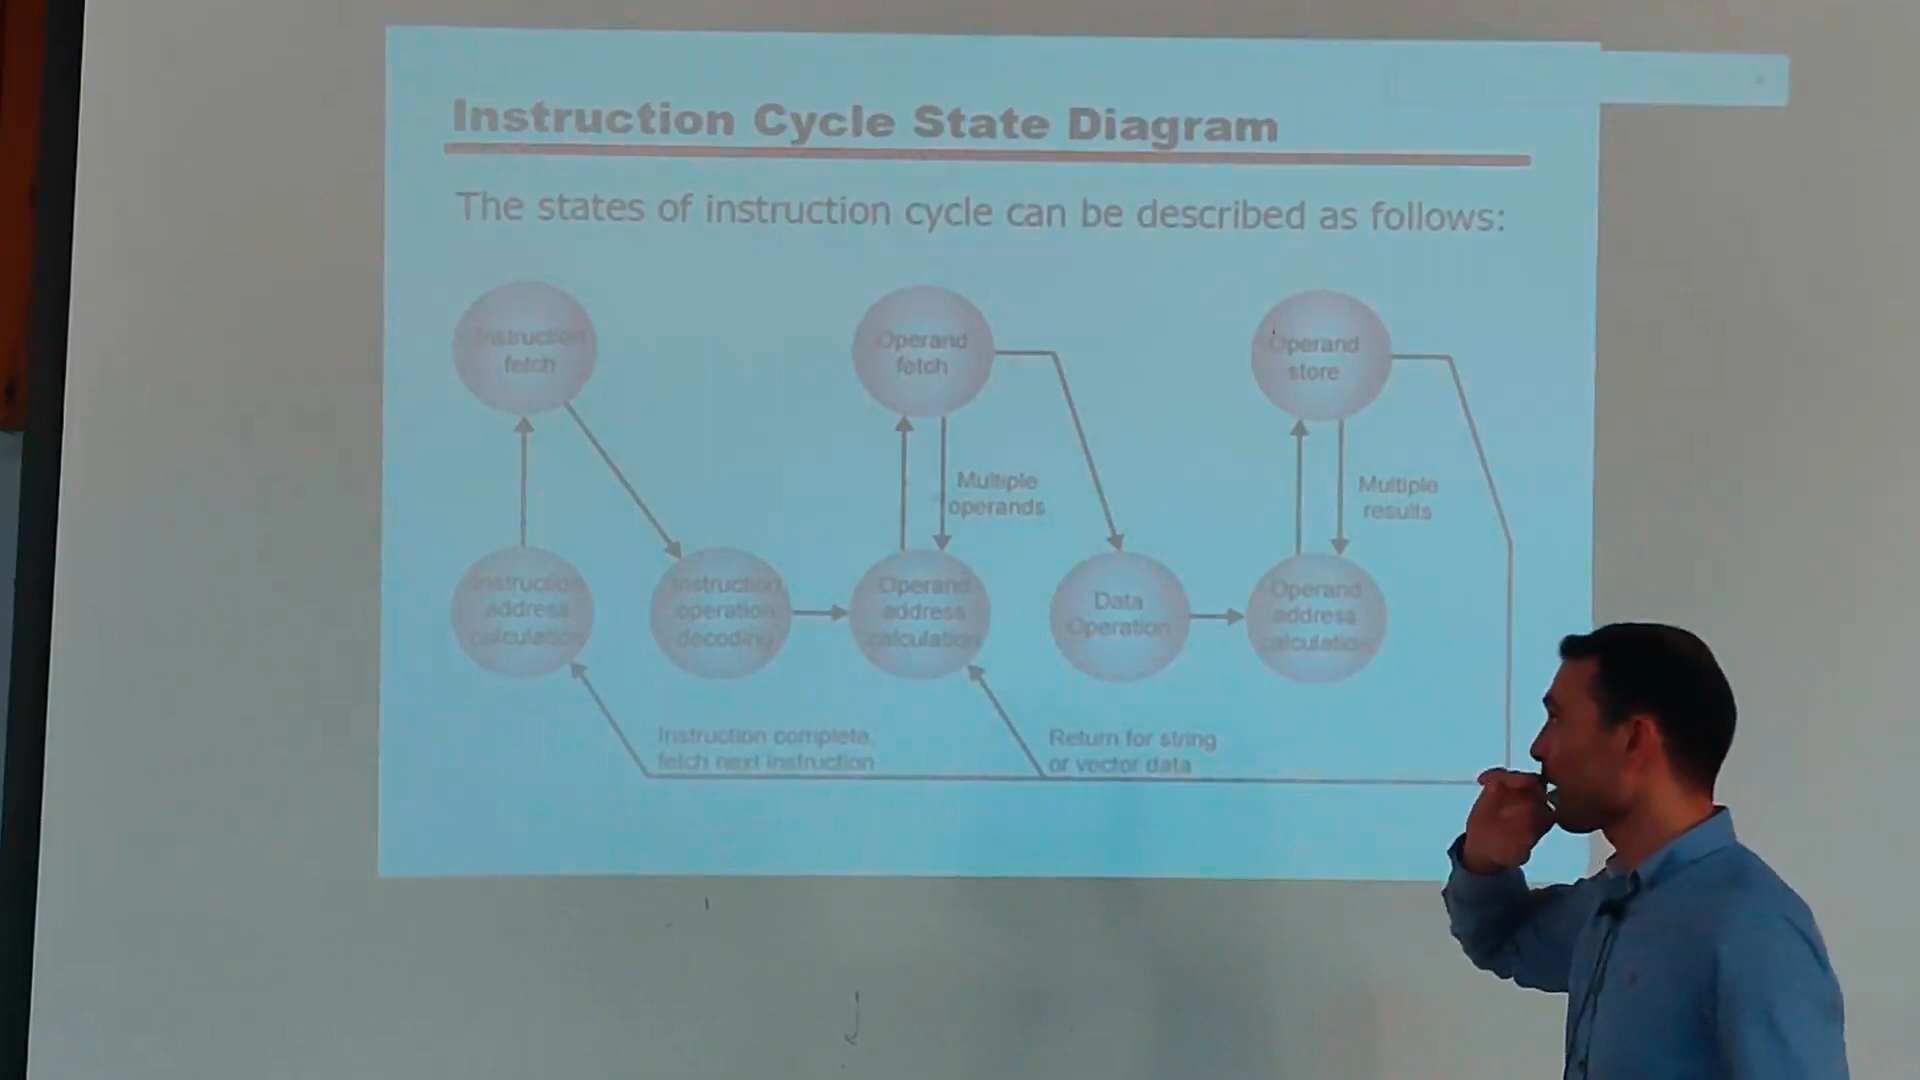 Instruction Cycle State Diagram
The states of instruction cycle can be described as follows:
Instruction
fetch
Operand
fetch
Operand
store
Multiple
operands
Multiple
results
Instruction
address
calculation
Instruction
operation
decoding
Operand
address
calculation
Data
Operation
Operand
address
calculation
Instruction complete,
fetch next instruction
Return for string
or vector data